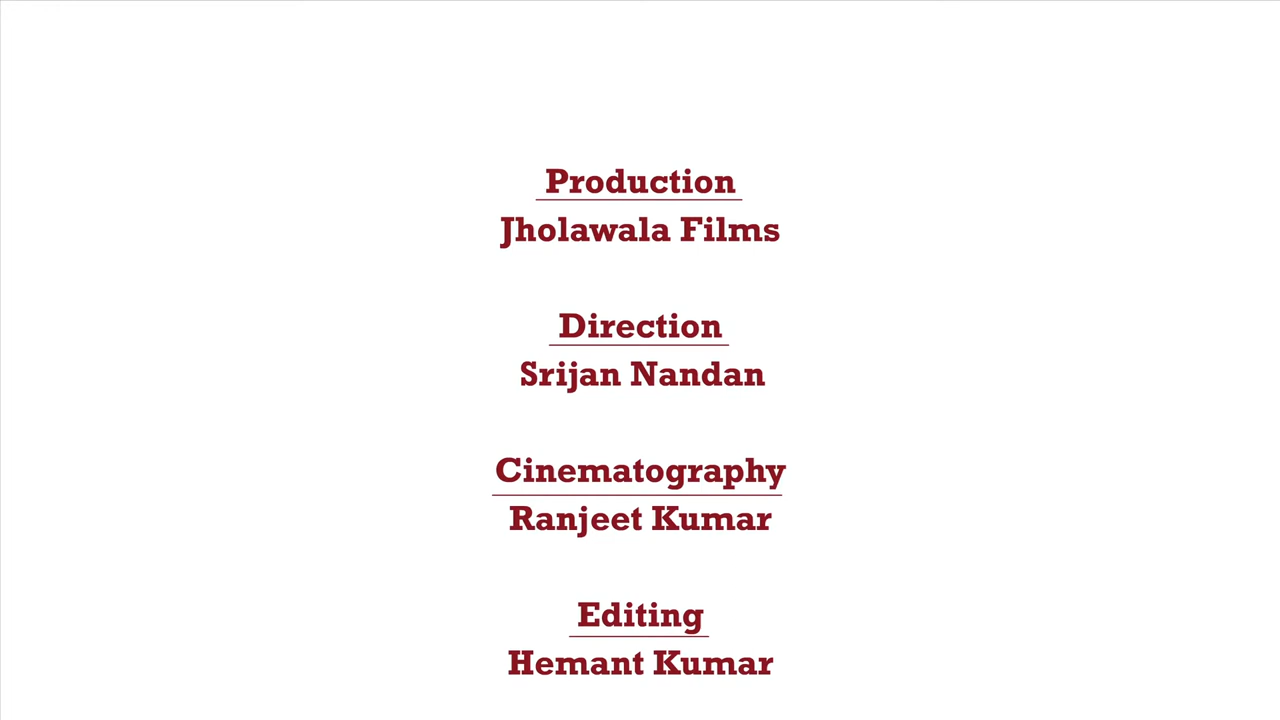 Production
Jholawala Films
Direction
Srijan Nandan
Cinematography
Ranjeet Kumar
Editing
Hemant Kumar